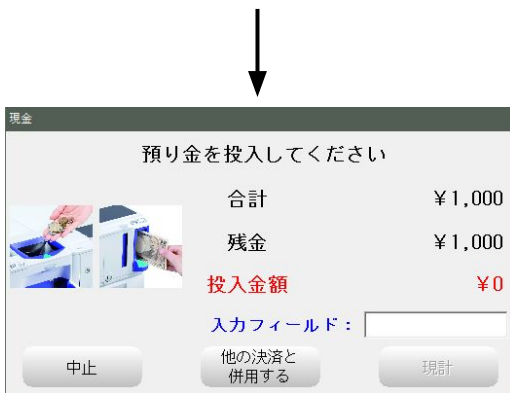 現金
預り金を投入してください
合計 ¥1,000
残金 ¥1,000
投入金額 ¥0
入力フィールド：
中止
他の決済と
併用する
現計